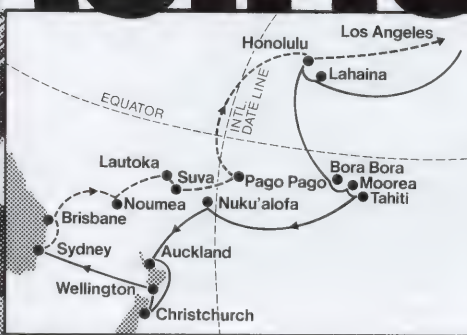 Los Angeles
Honolulu
Lahaina
EQUATOR
INTL
DATE LINE
Lautoka
Suva
Pago Pago
Bora Bora
Moorea
Tahiti
Noumea
Nuku'alofa
Brisbane
Sydney
Auckland
Wellington
Christchurch